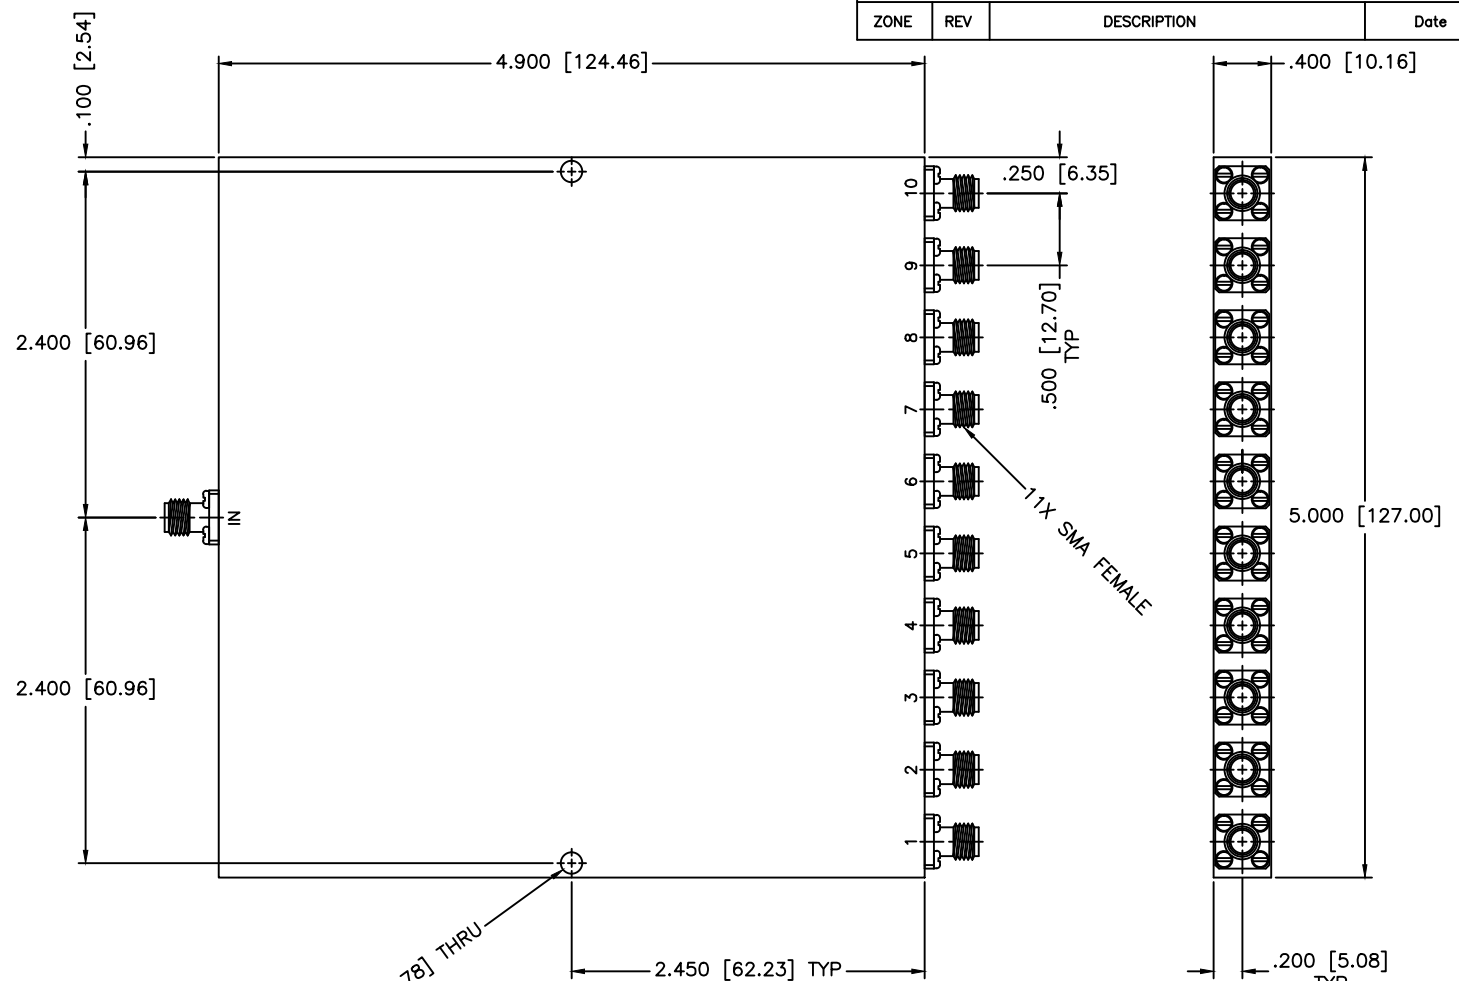 ZONE REV DESCRIPTION Date
.100 [2.54]
4.900 [124.46]
.400 [10.16]
.250 [6.35]
10
9
.500 [12.70]
TYP
2.400 [60.96]
8
7
6
11X SMA FEMALE
IN
5.000 [127.00]
5
4
2.400 [60.96]
3
2
1
78] THRU
2.450 [62.23] TYP
.200 [5.08]
TYP